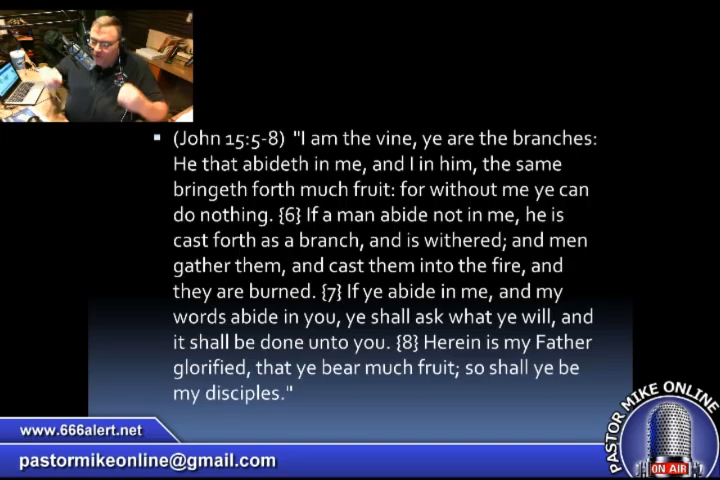 (John 15:5-8) "I am the vine, ye are the branches:
He that abideth in me, and I in him, the same
bringeth forth much fruit: for without me ye can
do nothing. {6} If a man abide not in me, he is
cast forth as a branch, and is withered; and men
gather them, and cast them into the fire, and
they are burned. {7} If ye abide in me, and my
words abide in you, ye shall ask what ye will, and
it shall be done unto you. {8} Herein is my Father
glorified, that ye bear much fruit; so shall ye be
my disciples."
www.666alert.net
pastormikeonline@gmail.com
PASTOR MIKE ONLINE
ON AIR